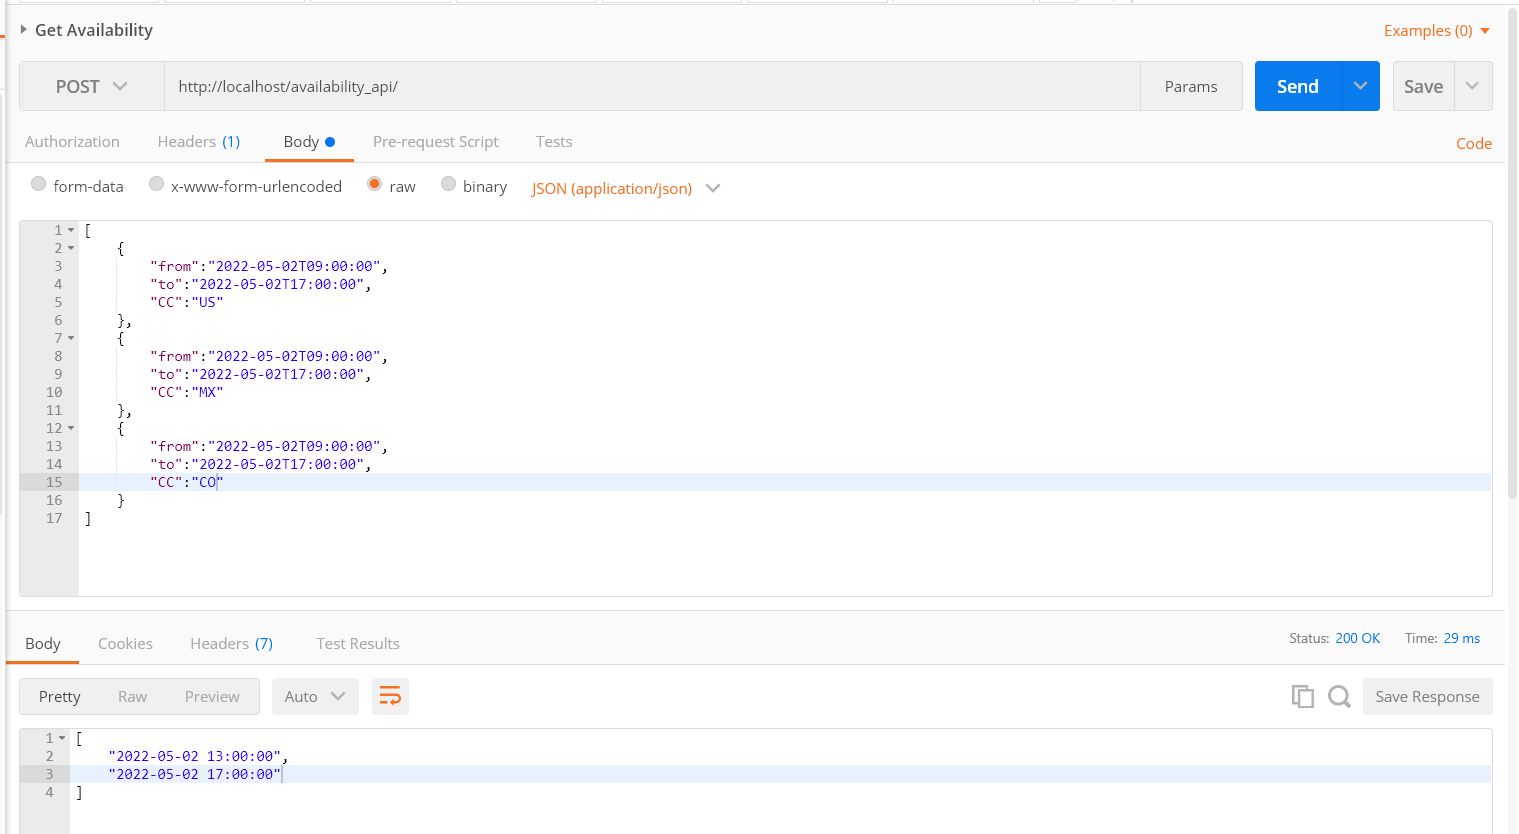 Get Availability
Examples (0)
POST http://localhost/availability_api/ Params Send Save
Authorization Headers (1) Body Pre-request Script Tests Code
form-data x-www-form-urlencoded raw binary JSON (application/json)
1 [
2 {
3 "from":"2022-05-02T09:00:00",
4 "to":"2022-05-02T17:00:00",
5 "CC":"US"
6 },
7 {
8 "from":"2022-05-02T09:00:00",
9 "to":"2022-05-02T17:00:00",
10 "CC":"MX"
11 },
12 {
13 "from":"2022-05-02T09:00:00",
14 "to":"2022-05-02T17:00:00",
15 "CC":"CO"
16 }
17 ]
Body Cookies Headers (7) Test Results Status: 200 OK Time: 29 ms
Pretty Raw Preview Auto Save Response
1 [
2 "2022-05-02 13:00:00",
3 "2022-05-02 17:00:00"
4 ]